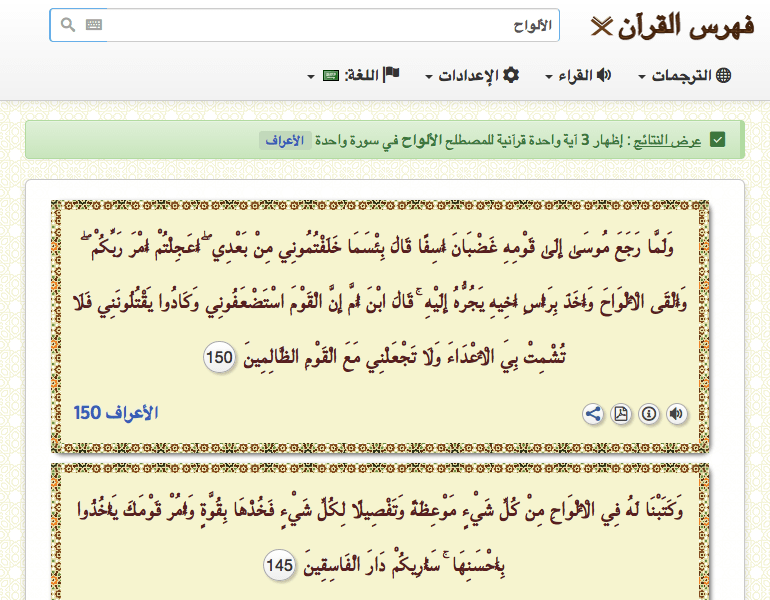 فهرس القرآن
الألواح
الترجمات القراء الإعدادات اللغة:
عرض النتائج : إظهار 3 آية واحدة قرآنية للمصطلح الألواح في سورة واحدة الأعراف
وَلَمَّا رَجَعَ مُوسَىٰ إِلَىٰ قَوْمِهِ غَضْبَانَ أَسِفًا قَالَ بِئْسَمَا خَلَفْتُمُونِي مِنْ بَعْدِي ۖ أَعَجِلْتُمْ أَمْرَ رَبِّكُمْ ۖ
وَأَلْقَى الْأَلْوَاحَ وَأَخَذَ بِرَأْسِ أَخِيهِ يَجُرُّهُ إِلَيْهِ ۚ قَالَ ابْنَ أُمَّ إِنَّ الْقَوْمَ اسْتَضْعَفُونِي وَكَادُوا يَقْتُلُونَنِي فَلَا
تُشْمِتْ بِيَ الْأَعْدَاءَ وَلَا تَجْعَلْنِي مَعَ الْقَوْمِ الظَّالِمِينَ 150
الأعراف 150
وَكَتَبْنَا لَهُ فِي الْأَلْوَاحِ مِنْ كُلِّ شَيْءٍ مَوْعِظَةً وَتَفْصِيلًا لِكُلِّ شَيْءٍ فَخُذْهَا بِقُوَّةٍ وَأْمُرْ قَوْمَكَ يَأْخُذُوا
بِأَحْسَنِهَا ۚ سَأُرِيكُمْ دَارَ الْفَاسِقِينَ 145